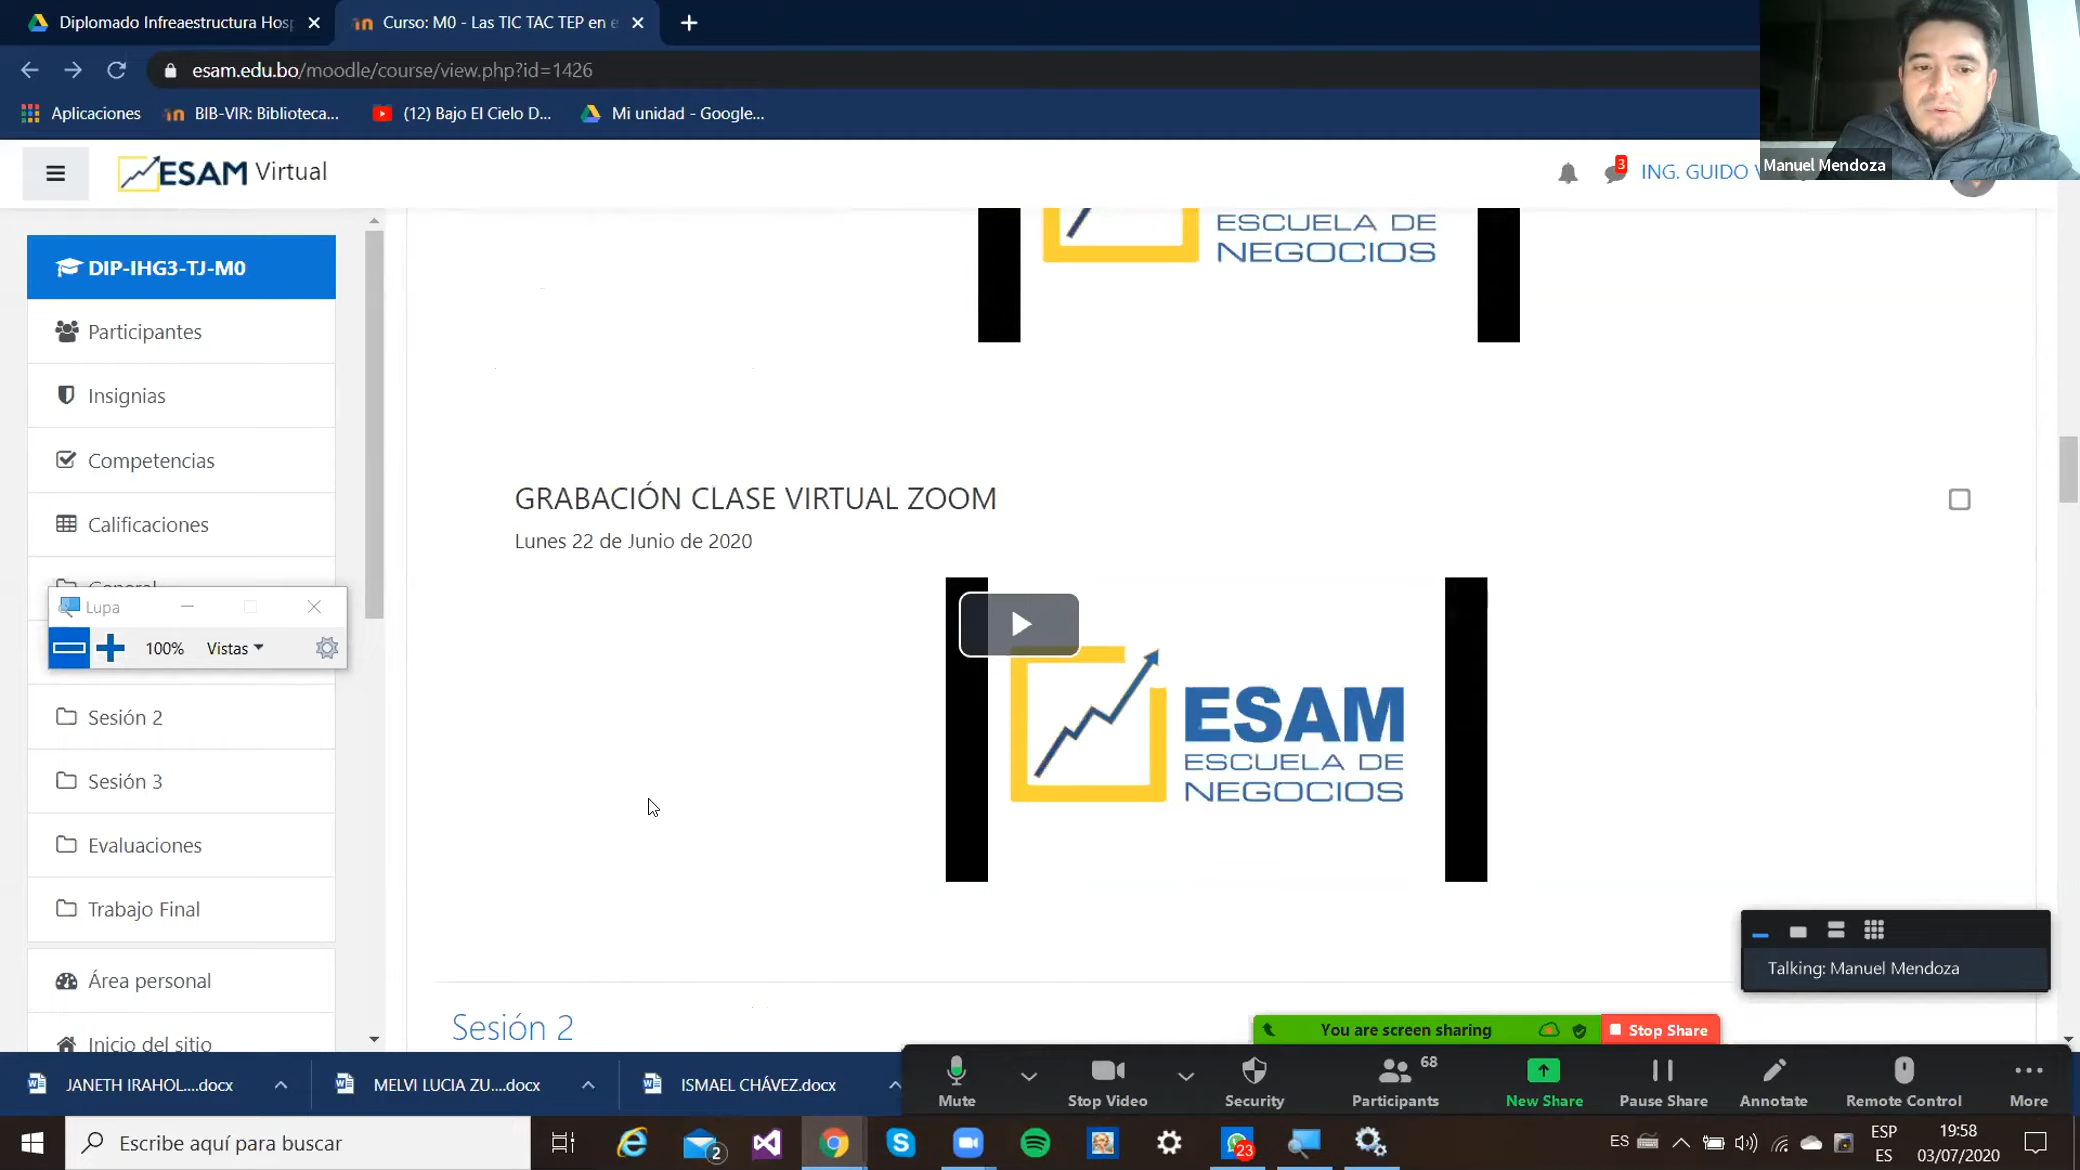 Diplomado Infraestructura Hos
Curso: M0 - Las TIC TAC TEP en e
esam.edu.bo/moodle/course/view.php?id=1426
Aplicaciones
BIB-VIR: Biblioteca...
(12) Bajo El Cielo D...
Mi unidad - Google...
Manuel Mendoza
ESAM Virtual
3
ING. GUIDO V
ESCUELA DE
NEGOCIOS
DIP-IHG3-TJ-M0
Participantes
Insignias
Competencias
Calificaciones
General
Lupa
100%
Vistas
Sesión 2
Sesión 3
Evaluaciones
Trabajo Final
Área personal
Inicio del sitio
GRABACIÓN CLASE VIRTUAL ZOOM
Lunes 22 de Junio de 2020
ESAM
ESCUELA DE
NEGOCIOS
Sesión 2
Talking: Manuel Mendoza
You are screen sharing
Stop Share
JANETH IRAHOL....docx
MELVI LUCIA ZU....docx
ISMAEL CHÁVEZ.docx
Mute
Stop Video
Security
Participants
68
New Share
Pause Share
Annotate
Remote Control
More
Escribe aquí para buscar
2
23
ES
ESP
ES
19:58
03/07/2020